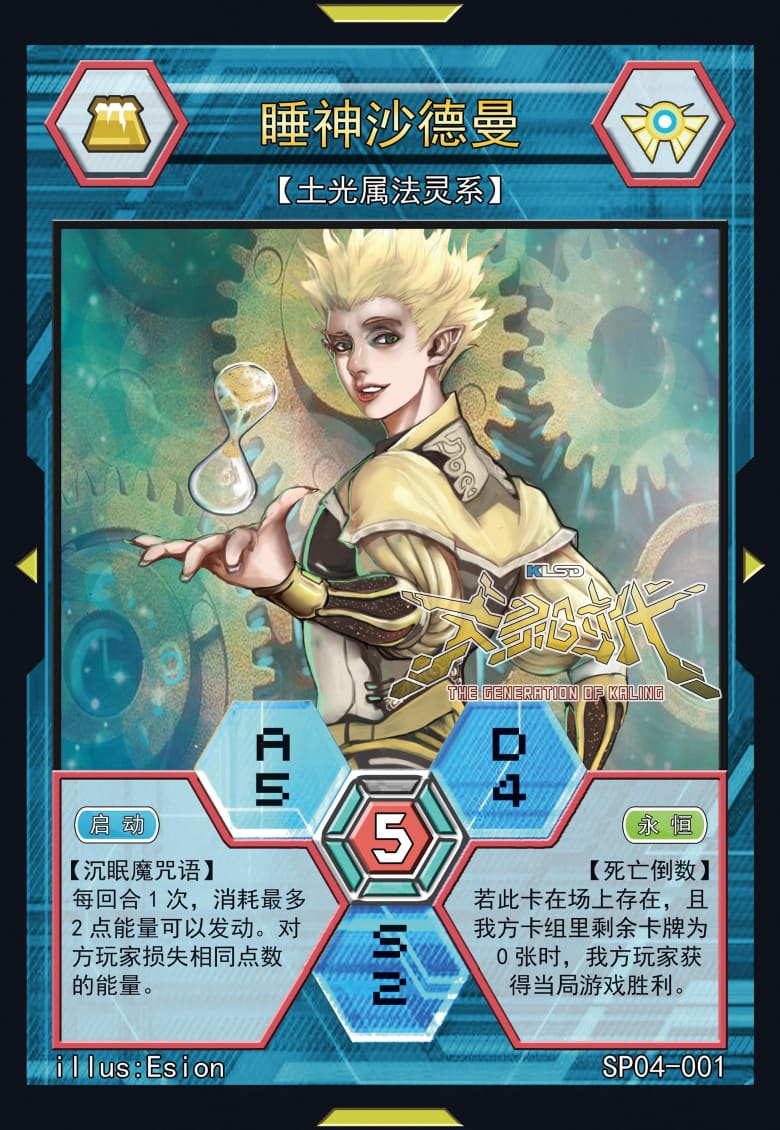 睡神沙德曼
【土光属法灵系】
KLSD
大灵时代
THE GENERATION OF KALING
A
5
D
4
5
S
2
启动
【沉眠魔咒语】
每回合1次，消耗最多
2点能量可以发动。对
方玩家损失相同点数
的能量。
永恒
【死亡倒数】
若此卡在场上存在，且
我方卡组里剩余卡牌为
0张时，我方玩家获
得当局游戏胜利。
illus:Esion
SP04-001